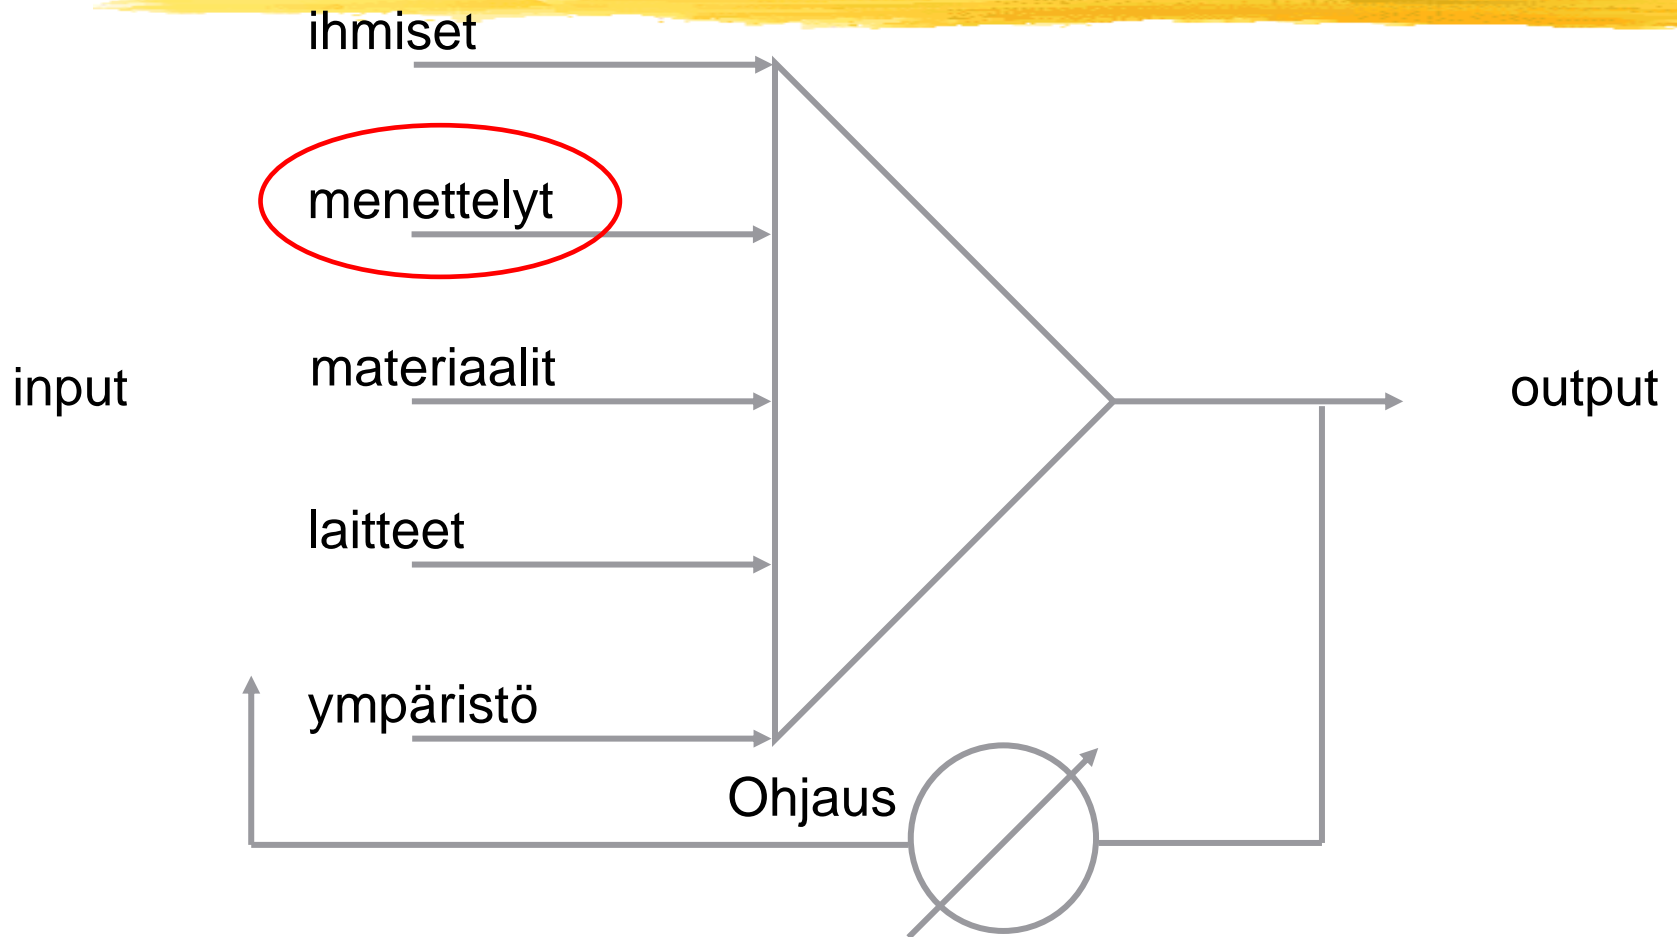 ihmiset
menettelyt
materiaalit
input
output
laitteet
ympäristö
Ohjaus